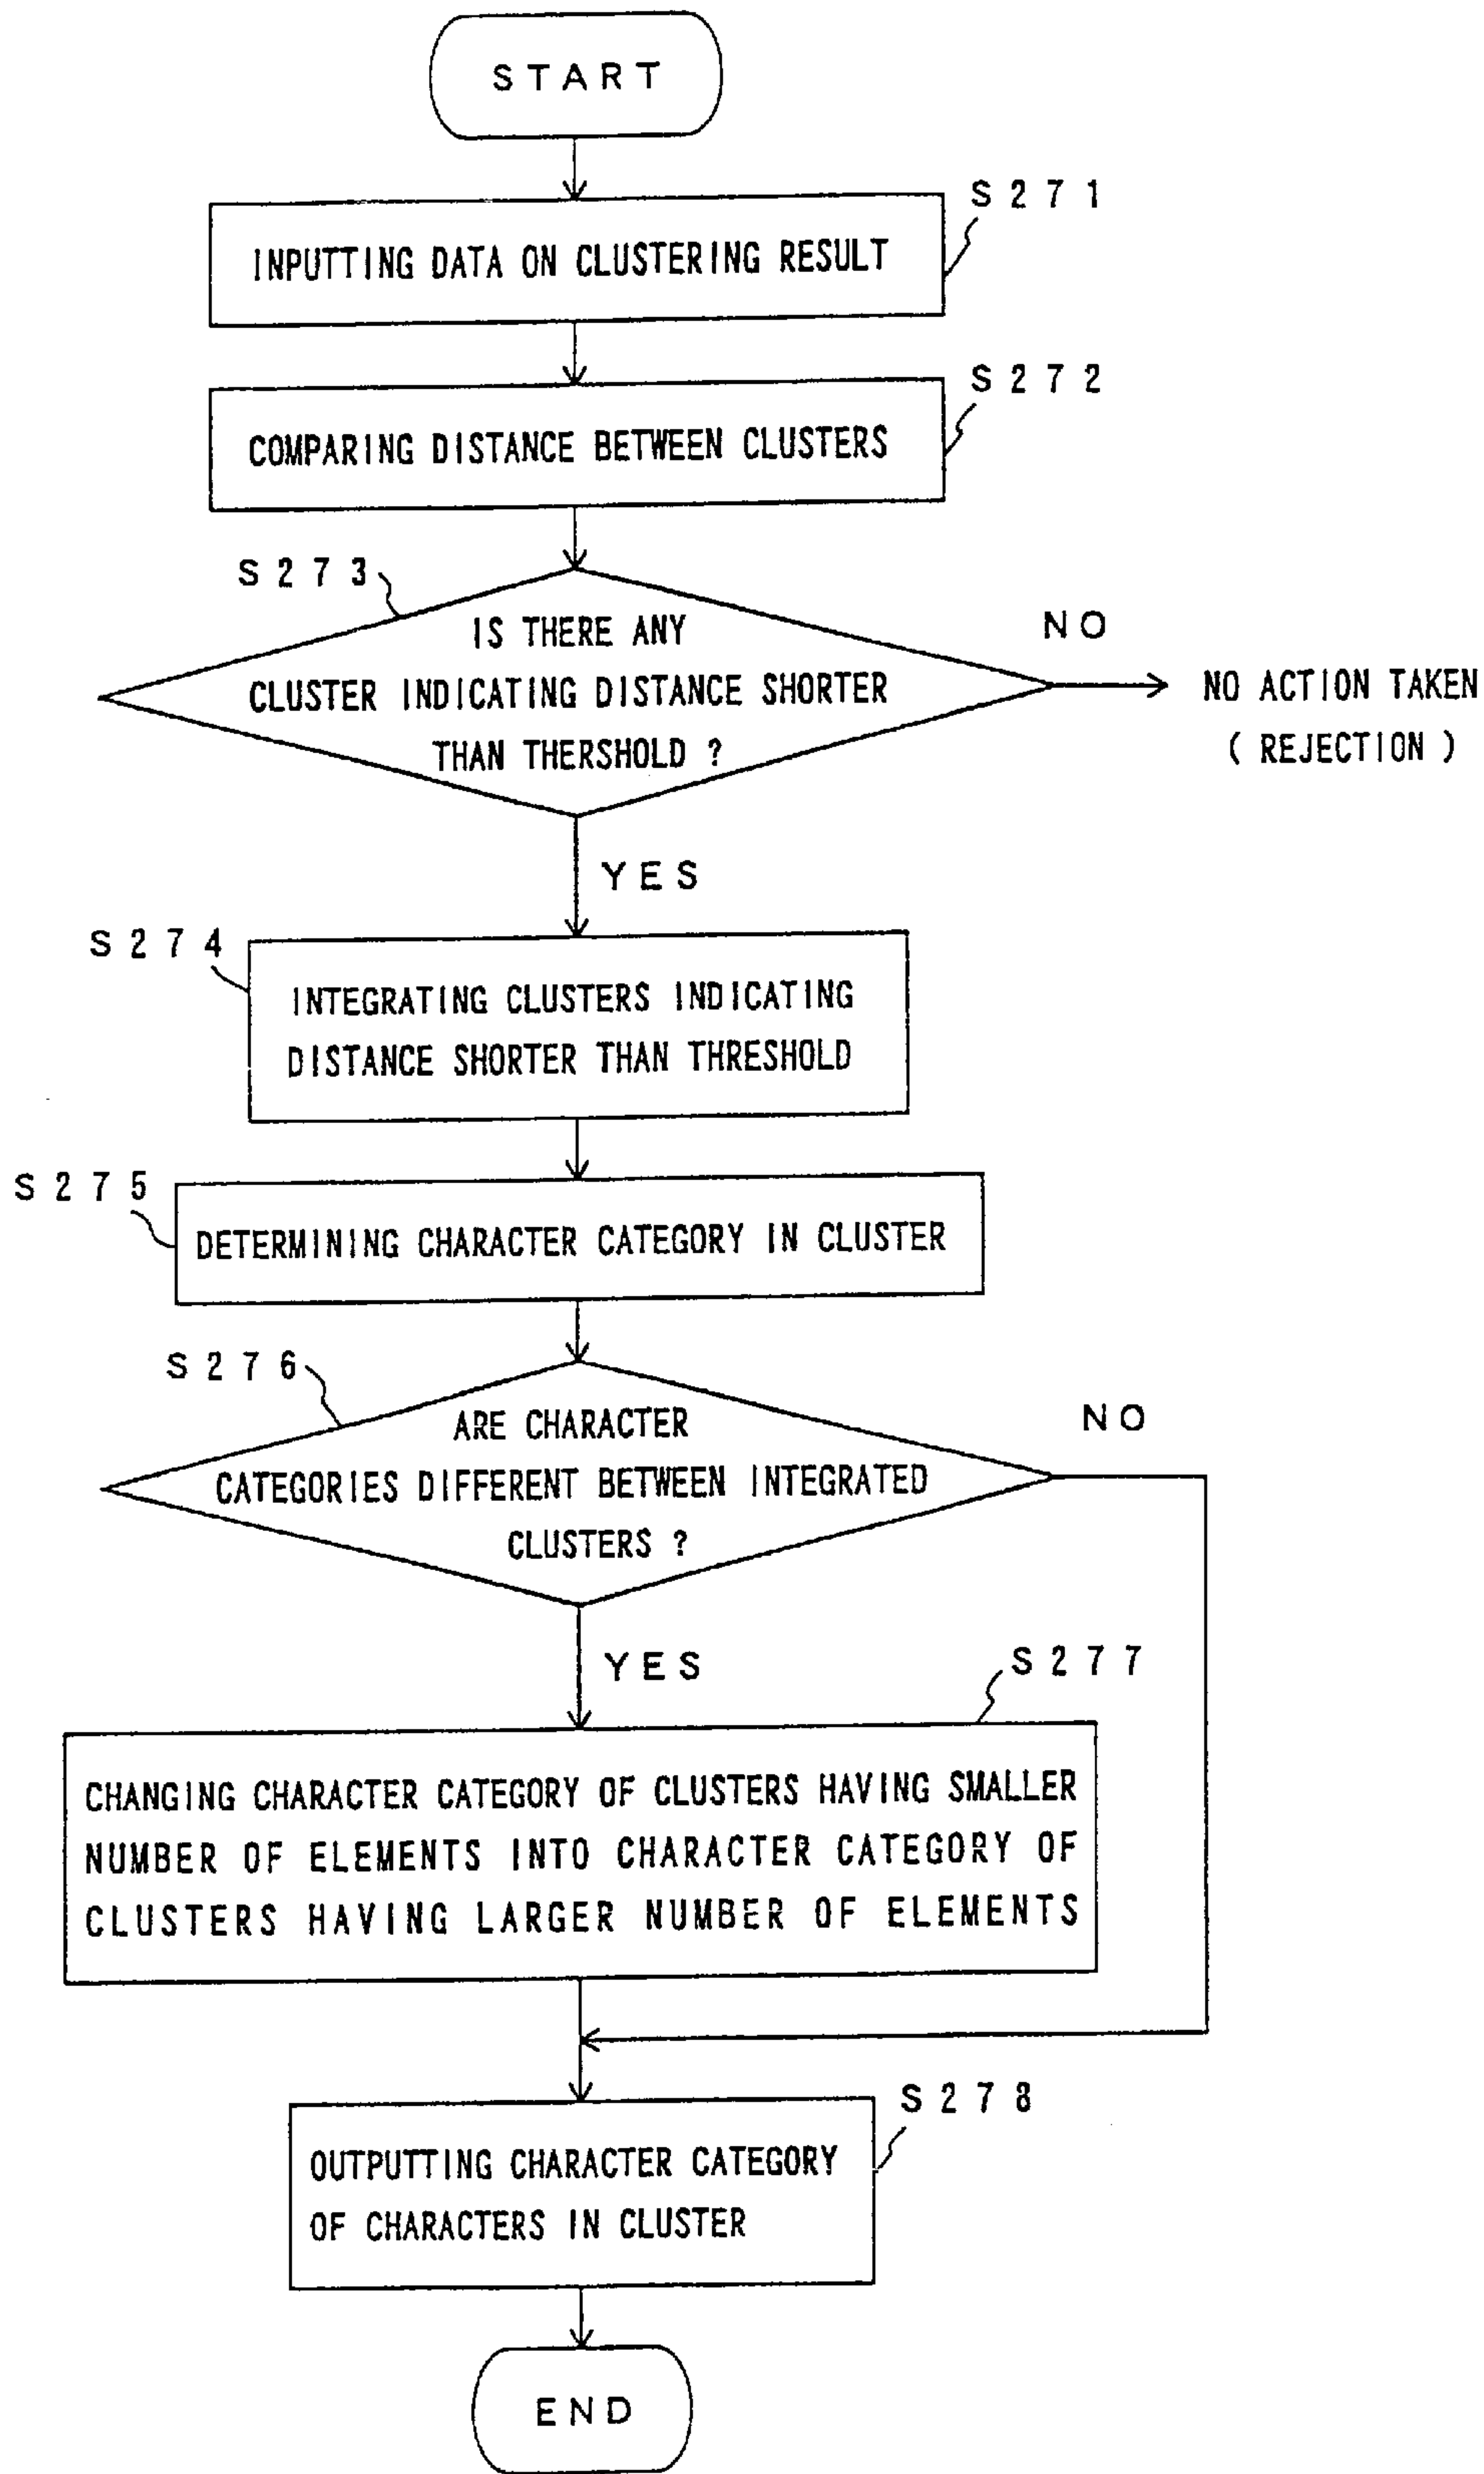 START
S271
INPUTTING DATA ON CLUSTERING RESULT
S272
COMPARING DISTANCE BETWEEN CLUSTERS
S273
IS THERE ANY
CLUSTER INDICATING DISTANCE SHORTER
THAN THERSHOLD ?
NO
NO ACTION TAKEN
( REJECTION )
YES
S274
INTEGRATING CLUSTERS INDICATING
DISTANCE SHORTER THAN THRESHOLD
S275
DETERMINING CHARACTER CATEGORY IN CLUSTER
S276
ARE CHARACTER
CATEGORIES DIFFERENT BETWEEN INTEGRATED
CLUSTERS ?
NO
YES
S277
CHANGING CHARACTER CATEGORY OF CLUSTERS HAVING SMALLER
NUMBER OF ELEMENTS INTO CHARACTER CATEGORY OF
CLUSTERS HAVING LARGER NUMBER OF ELEMENTS
S278
OUTPUTTING CHARACTER CATEGORY
OF CHARACTERS IN CLUSTER
END